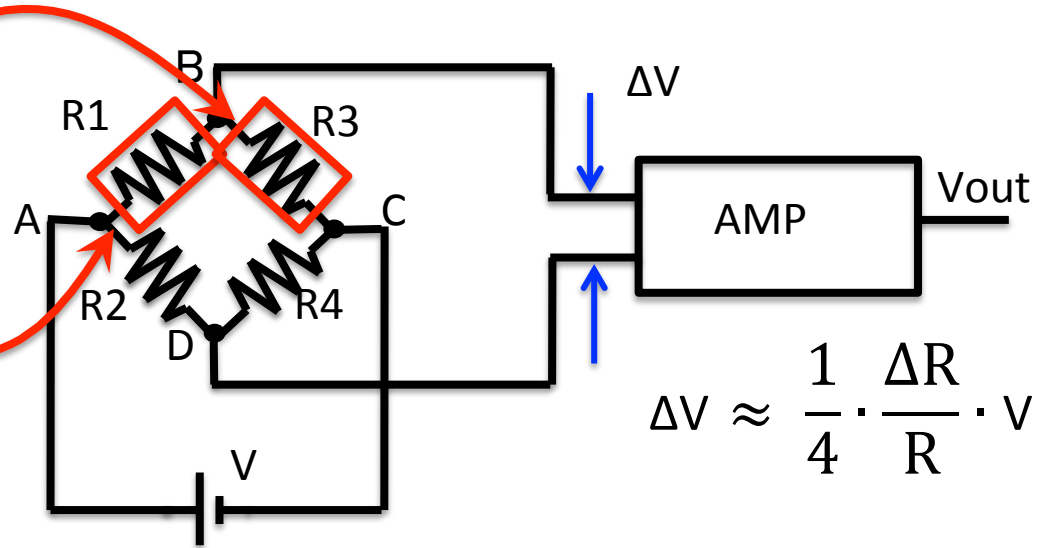 B
ΔV
R1
R3
A
C
AMP
Vout
R2
R4
D
ΔV ≈ 1/4 · ΔR/R · V
V